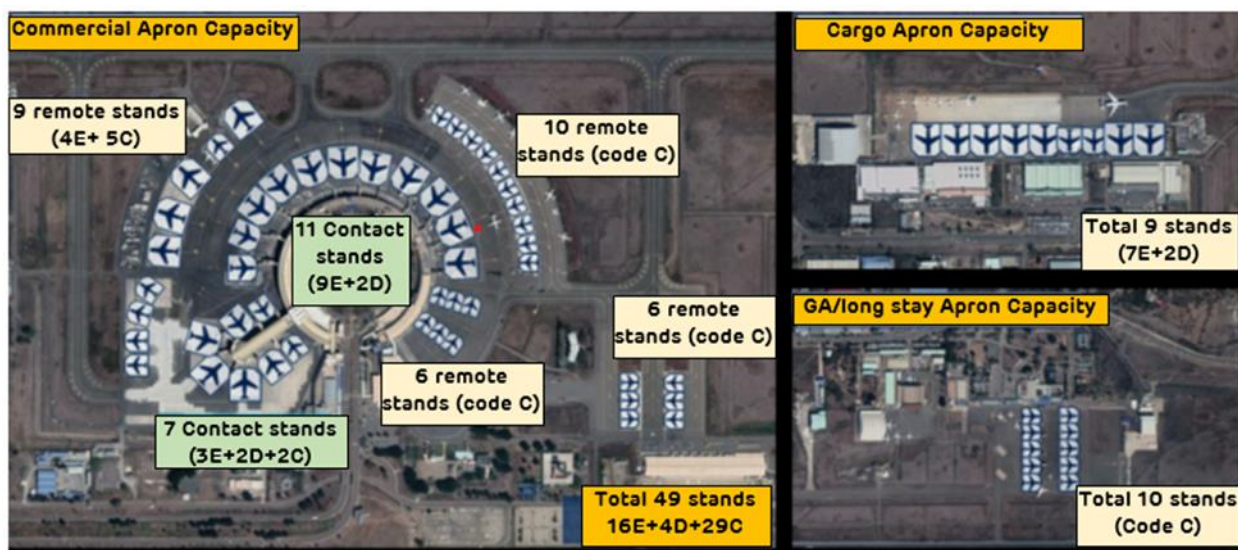 Commercial Apron Capacity
9 remote stands
(4E+ 5C)
10 remote
stands (code C)
11 Contact
stands
(9E+2D)
6 remote
stands (code C)
6 remote
stands (code C)
7 Contact stands
(3E+2D+2C)
Total 49 stands
16E+4D+29C
Cargo Apron Capacity
Total 9 stands
(7E+2D)
GA/long stay Apron Capacity
Total 10 stands
(Code C)